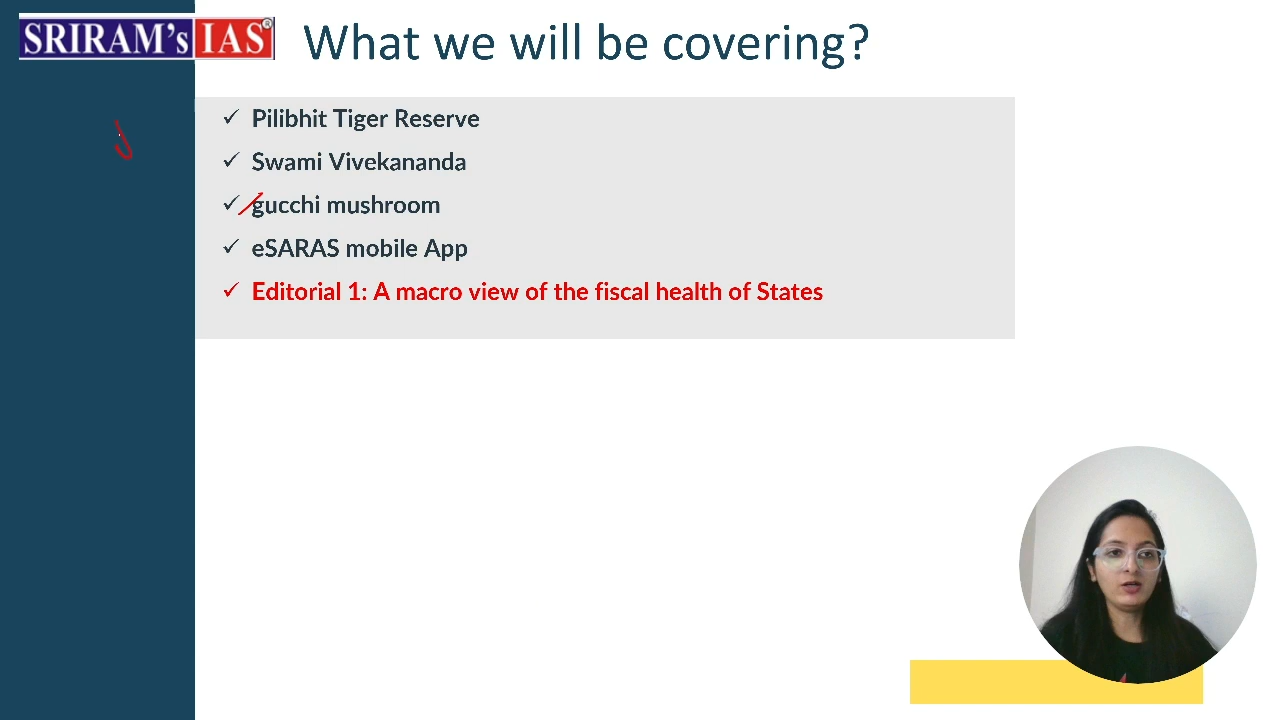 SRIRAM's IAS®
What we will be covering?
✓ Pilibhit Tiger Reserve
✓ Swami Vivekananda
✓ gucchi mushroom
✓ eSARAS mobile App
✓ Editorial 1: A macro view of the fiscal health of States